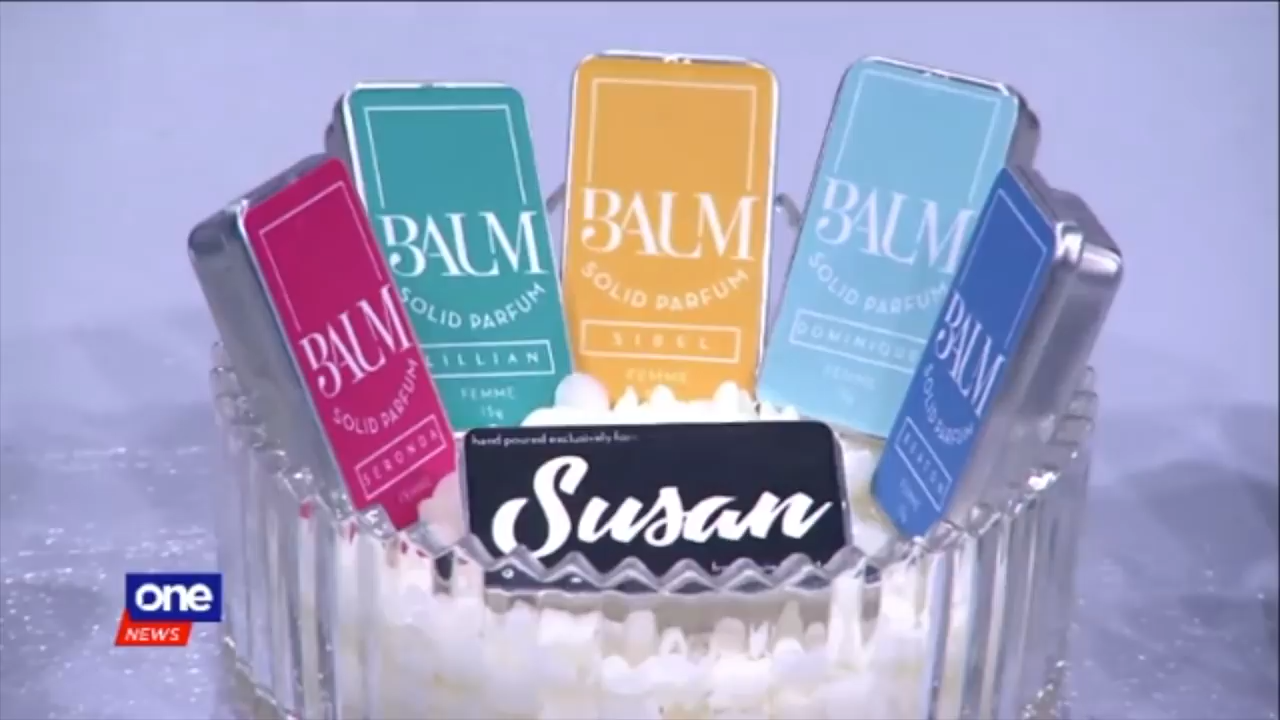 BALM
SOLID PARFUM
SERONDA
BALM
SOLID PARFUM
LILLIAN
FEMME
15g
BALM
SOLID PARFUM
SIBEL
FEMME
BALM
SOLID PARFUM
DOMINIQUE
FEMME
BALM
SOLID PARFUM
hand poured exclusively for:
Susan
one
NEWS